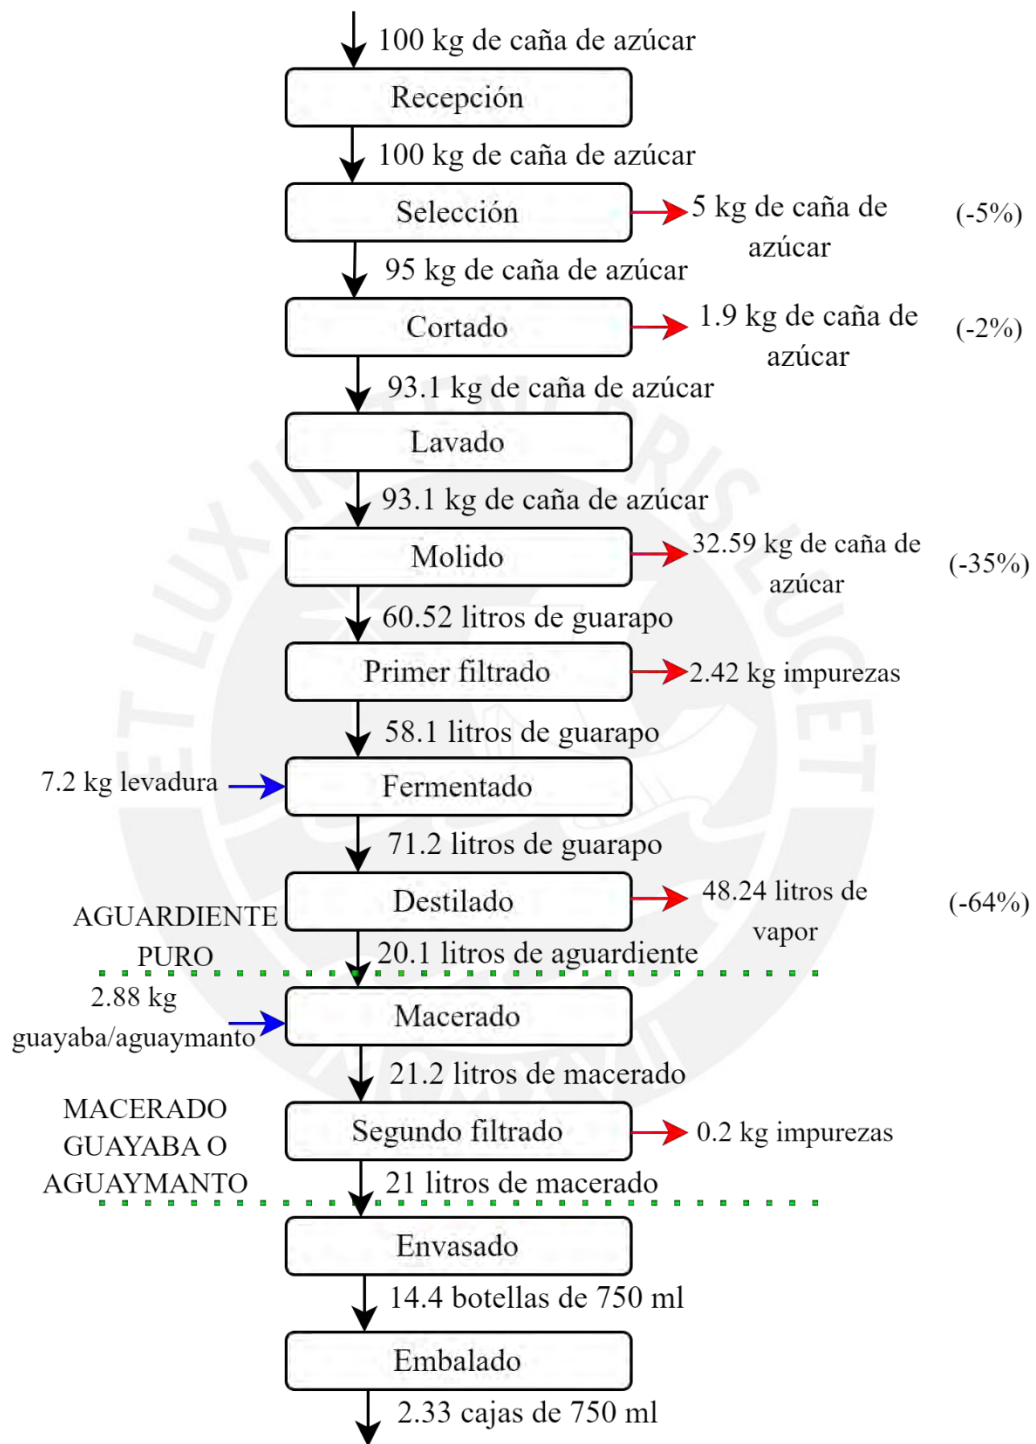 100 kg de caña de azúcar
Recepción
100 kg de caña de azúcar
Selección
5 kg de caña de
azúcar
(-5%)
95 kg de caña de azúcar
Cortado
1.9 kg de caña de
azúcar
(-2%)
93.1 kg de caña de azúcar
Lavado
93.1 kg de caña de azúcar
Molido
32.59 kg de caña de
azúcar
(-35%)
60.52 litros de guarapo
Primer filtrado
2.42 kg impurezas
58.1 litros de guarapo
7.2 kg levadura
Fermentado
71.2 litros de guarapo
Destilado
48.24 litros de
vapor
(-64%)
AGUARDIENTE
PURO
20.1 litros de aguardiente
2.88 kg
guayaba/aguaymanto
Macerado
21.2 litros de macerado
MACERADO
GUAYABA O
AGUAYMANTO
Segundo filtrado
0.2 kg impurezas
21 litros de macerado
Envasado
14.4 botellas de 750 ml
Embalado
2.33 cajas de 750 ml
ET LUX IN TENEBRIS LUCET
MCMXVII